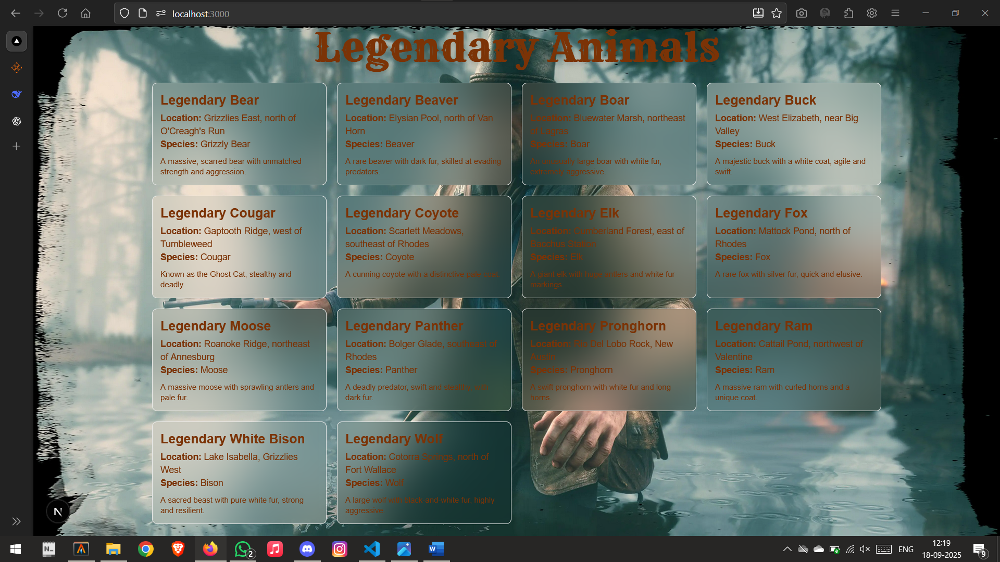 localhost:3000
Legendary Animals
Legendary Bear
Location: Grizzlies East, north of
O'Creagh's Run
Species: Grizzly Bear
A massive, scarred bear with unmatched
strength and aggression.
Legendary Beaver
Location: Elysian Pool, north of Van
Horn
Species: Beaver
A rare beaver with dark fur, skilled at evading
predators.
Legendary Boar
Location: Bluewater Marsh, northeast
of Lagras
Species: Boar
An unusually large boar with white fur,
extremely aggressive.
Legendary Buck
Location: West Elizabeth, near Big
Valley
Species: Buck
A majestic buck with a white coat, agile and
swift.
Legendary Cougar
Location: Gaptooth Ridge, west of
Tumbleweed
Species: Cougar
Known as the Ghost Cat, stealthy and
deadly.
Legendary Coyote
Location: Scarlett Meadows,
southeast of Rhodes
Species: Coyote
A cunning coyote with a distinctive pale coat.
Legendary Elk
Location: Cumberland Forest, east of
Bacchus Station
Species: Elk
A giant elk with huge antlers and white fur
markings.
Legendary Fox
Location: Mattock Pond, north of
Rhodes
Species: Fox
A rare fox with silver fur, quick and elusive.
Legendary Moose
Location: Roanoke Ridge, northeast
of Annesburg
Species: Moose
A massive moose with sprawling antlers and
pale fur.
Legendary Panther
Location: Bolger Glade, southeast of
Rhodes
Species: Panther
A deadly predator, swift and stealthy, with
dark fur.
Legendary Pronghorn
Location: Rio Del Lobo Rock, New
Austin
Species: Pronghorn
A swift pronghorn with white fur and long
horns.
Legendary Ram
Location: Cattail Pond, northwest of
Valentine
Species: Ram
A massive ram with curled horns and a
unique coat.
Legendary White Bison
Location: Lake Isabella, Grizzlies
West
Species: Bison
A sacred beast with pure white fur, strong
and resilient.
Legendary Wolf
Location: Cotorra Springs, north of
Fort Wallace
Species: Wolf
A large wolf with black-and-white fur, highly
aggressive.
N
2
ENG
12:19
18-09-2025
9